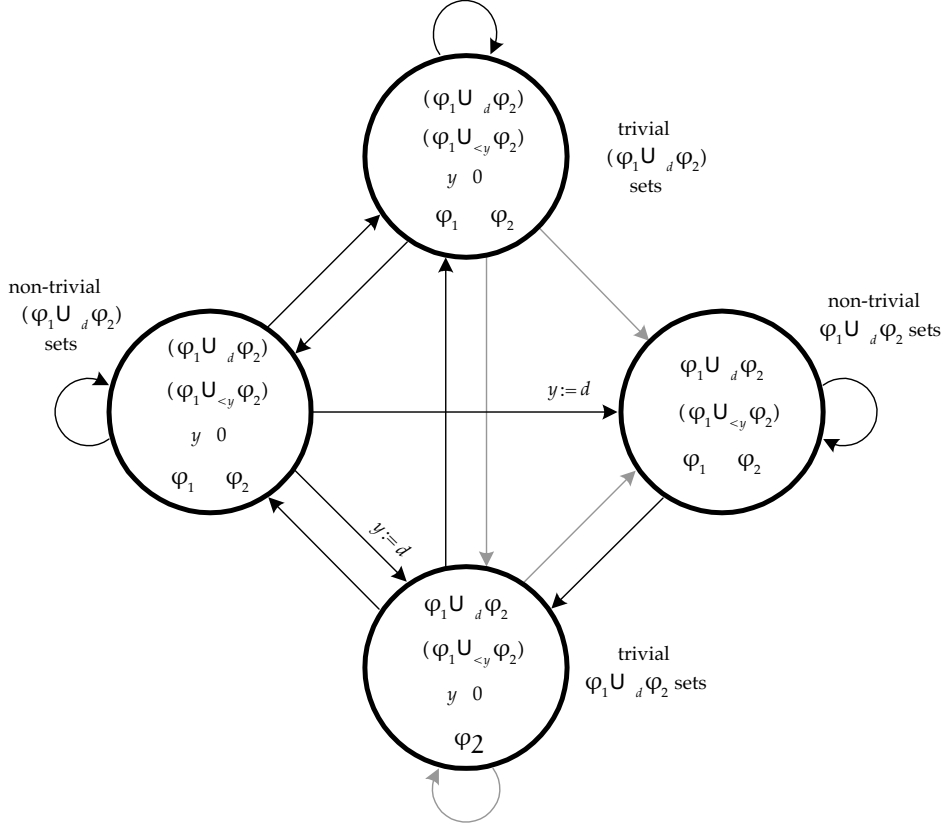 (φ₁U d φ₂)
(φ₁U<y φ₂)
y 0
φ₁ φ₂
trivial
(φ₁U d φ₂)
sets
non-trivial
(φ₁U d φ₂)
sets
(φ₁U d φ₂)
(φ₁U<y φ₂)
y 0
φ₁ φ₂
y := d
y := d
non-trivial
φ₁U d φ₂ sets
φ₁U d φ₂
(φ₁U<y φ₂)
φ₁ φ₂
φ₁U d φ₂
(φ₁U<y φ₂)
y 0
φ2
trivial
φ₁U d φ₂ sets